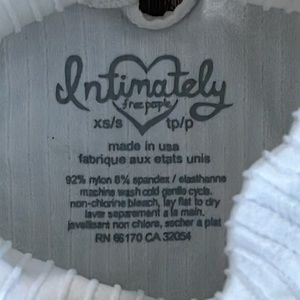 Intimately
free people
xs/s tp/p
made in usa
fabrique aux etats unis
92% nylon 8% spandex / elasthanne
machine wash cold gentle cycle.
non-chlorine bleach, lay flat to dry
laver separement a la main,
javellisant non chlorins, secher a plat
RN 66170 CA 32054